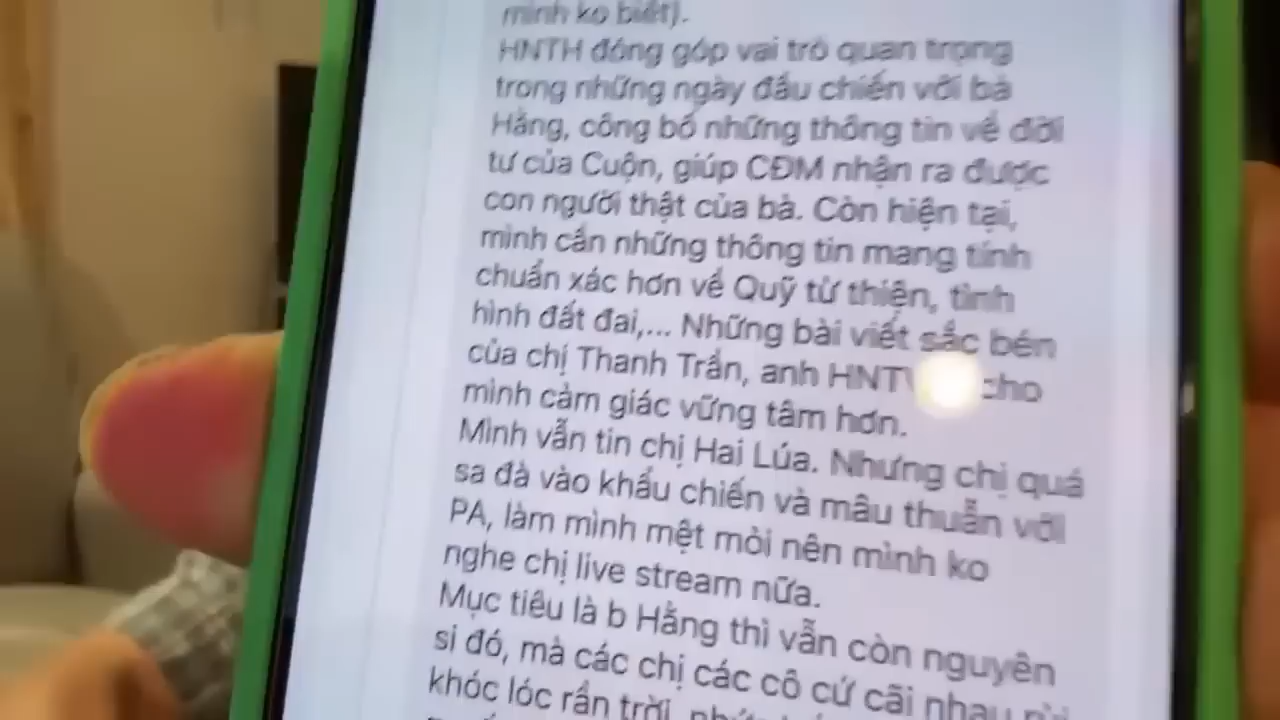 mình ko biết).
HNTH đóng góp vai trò quan trọng
trong những ngày đầu chiến với bà
Hằng, công bố những thông tin về đời
tư của Cuộn, giúp CĐM nhận ra được
con người thật của bà. Còn hiện tại,
mình cần những thông tin mang tính
chuẩn xác hơn về Quỹ từ thiện, tình
hình đất đai,... Những bài viết sắc bén
của chị Thanh Trần, anh cho
mình cảm giác vững tâm hơn.
Mình vẫn tin chị Hai Lúa. Nhưng chị quá
sa đà vào khẩu chiến và mâu thuẫn với
PA, làm mình mệt mỏi nên mình ko
nghe chị live stream nữa.
Mục tiêu là b Hằng thì vẫn còn nguyên
si đó, mà các chị các cô cứ cãi nhau
khóc lóc rần trời,